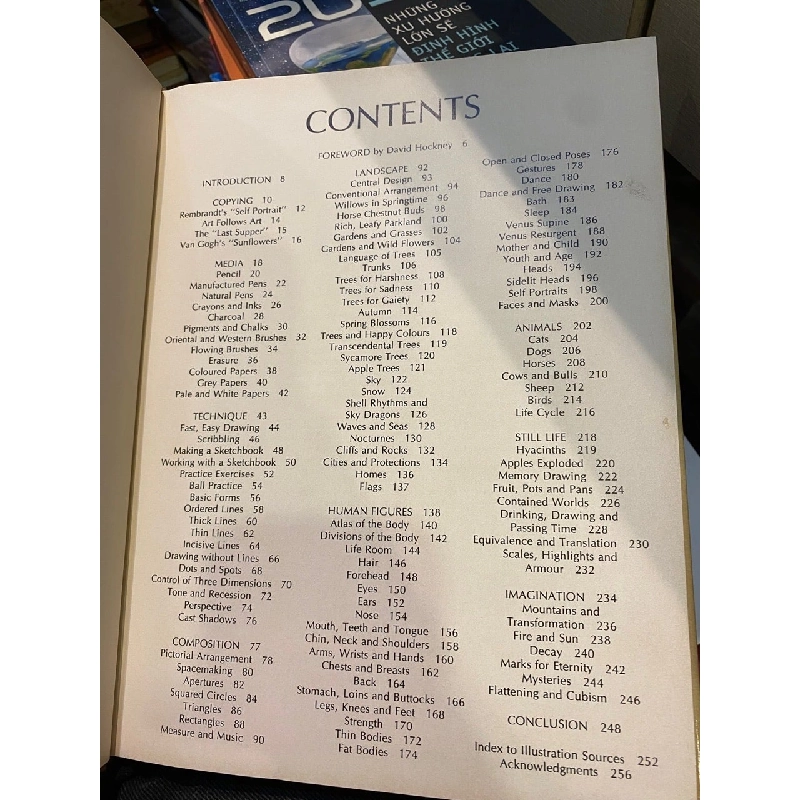 NHỮNG
XU HƯỚNG
LỚN SẼ
ĐỊNH HÌNH
THẾ GIỚI
LAI
CONTENTS
FOREWORD by David Hockney 6
INTRODUCTION 8
COPYING 10
Rembrandt's "Self Portrait" 12
Art Follows Art 14
The "Last Supper" 15
Van Gogh's "Sunflowers" 16
MEDIA 18
Pencil 20
Manufactured Pens 22
Natural Pens 24
Crayons and Inks 26
Charcoal 28
Pigments and Chalks 30
Oriental and Western Brushes 32
Flowing Brushes 34
Erasure 36
Coloured Papers 38
Grey Papers 40
Pale and White Papers 42
TECHNIQUE 43
Fast, Easy Drawing 44
Scribbling 46
Making a Sketchbook 48
Working with a Sketchbook 50
Practice Exercises 52
Ball Practice 54
Basic Forms 56
Ordered Lines 58
Thick Lines 60
Thin Lines 62
Incisive Lines 64
Drawing without Lines 66
Dots and Spots 68
Control of Three Dimensions 70
Tone and Recession 72
Perspective 74
Cast Shadows 76
COMPOSITION 77
Pictorial Arrangement 78
Spacemaking 80
Apertures 82
Squared Circles 84
Triangles 86
Rectangles 88
Measure and Music 90
LANDSCAPE 92
Central Design 93
Conventional Arrangement 94
Willows in Springtime 96
Horse Chestnut Buds 98
Rich, Leafy Parkland 100
Gardens and Grasses 102
Gardens and Wild Flowers 104
Language of Trees 105
Trunks 106
Trees for Harshness 108
Trees for Sadness 110
Trees for Gaiety 112
Autumn 114
Spring Blossoms 116
Trees and Happy Colours 118
Transcendental Trees 119
Sycamore Trees 120
Apple Trees 121
Sky 122
Snow 124
Shell Rhythms and
Sky Dragons 126
Waves and Seas 128
Nocturnes 130
Cliffs and Rocks 132
Cities and Protections 134
Homes 136
Flags 137
HUMAN FIGURES 138
Atlas of the Body 140
Divisions of the Body 142
Life Room 144
Hair 146
Forehead 148
Eyes 150
Ears 152
Nose 154
Mouth, Teeth and Tongue 156
Chin, Neck and Shoulders 158
Arms, Wrists and Hands 160
Chests and Breasts 162
Back 164
Stomach, Loins and Buttocks 166
Legs, Knees and Feet 168
Strength 170
Thin Bodies 172
Fat Bodies 174
Open and Closed Poses 176
Gestures 178
Dance 180
Dance and Free Drawing 182
Bath 183
Sleep 184
Venus Supine 186
Venus Resurgent 188
Mother and Child 190
Youth and Age 192
Heads 194
Sidelit Heads 196
Self Portraits 198
Faces and Masks 200
ANIMALS 202
Cats 204
Dogs 206
Horses 208
Cows and Bulls 210
Sheep 212
Birds 214
Life Cycle 216
STILL LIFE 218
Hyacinths 219
Apples Exploded 220
Memory Drawing 222
Fruit, Pots and Pans 224
Contained Worlds 226
Drinking, Drawing and
Passing Time 228
Equivalence and Translation 230
Scales, Highlights and
Armour 232
IMAGINATION 234
Mountains and
Transformation 236
Fire and Sun 238
Decay 240
Marks for Eternity 242
Mysteries 244
Flattening and Cubism 246
CONCLUSION 248
Index to Illustration Sources 252
Acknowledgments 256